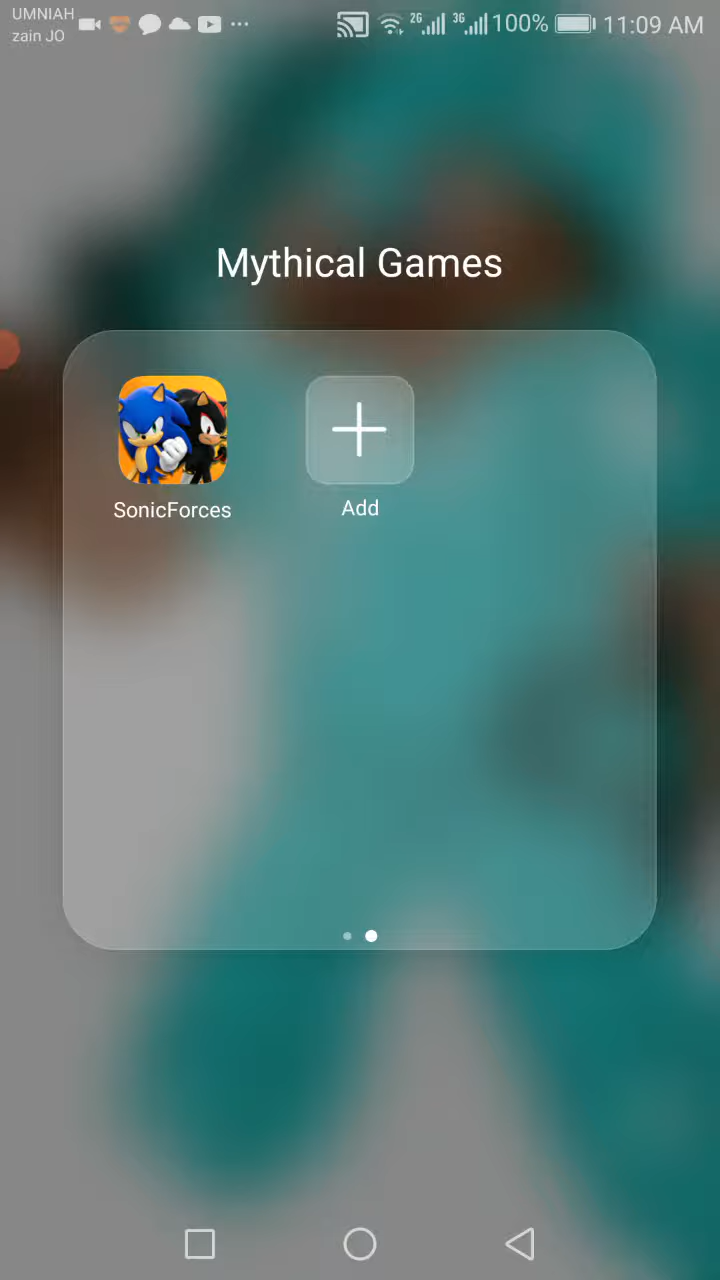 UMNIAH
zain JO
2G 3G 100% 11:09 AM
Mythical Games
SonicForces
Add